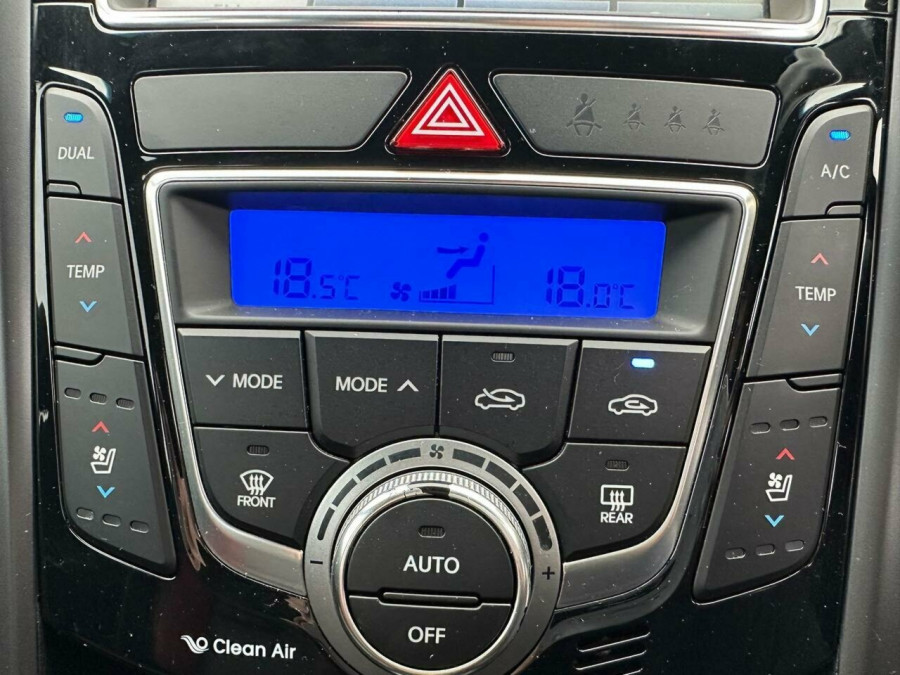 DUAL
A/C
18.5°C
18.0°C
TEMP
TEMP
MODE
MODE
FRONT
REAR
AUTO
OFF
- +
Clean Air